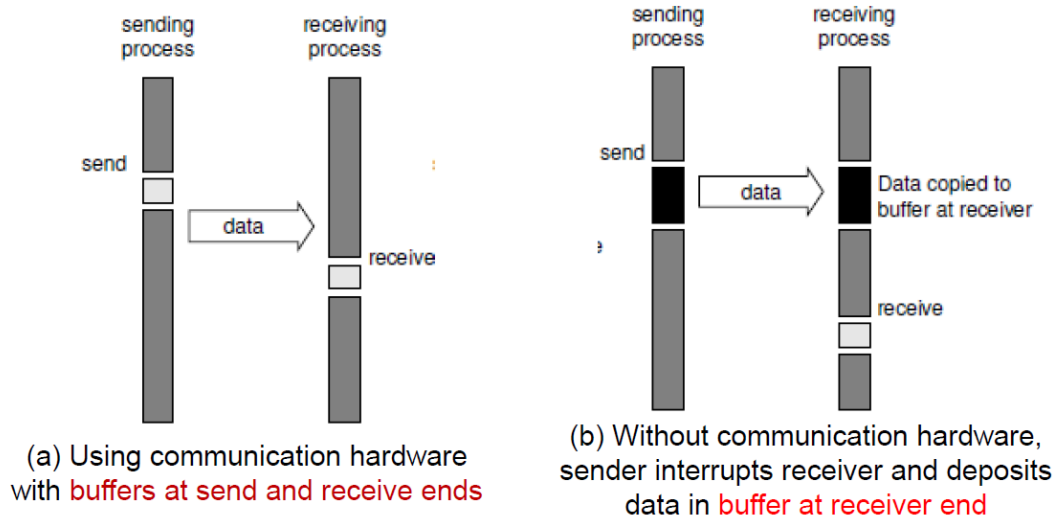 sending
process
receiving
process
send
data
receive
(a) Using communication hardware
with buffers at send and receive ends
sending
process
receiving
process
send
data
Data copied to
buffer at receiver
e
receive
(b) Without communication hardware,
sender interrupts receiver and deposits
data in buffer at receiver end